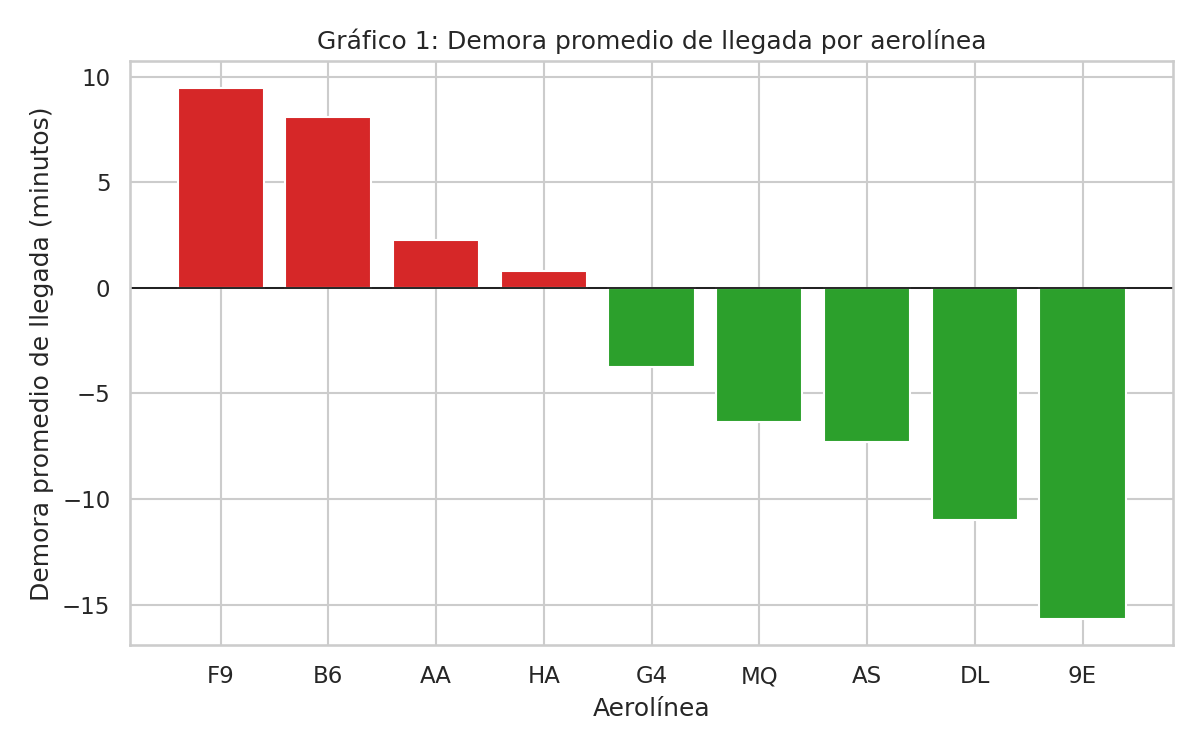 Gráfico 1: Demora promedio de llegada por aerolínea
Demora promedio de llegada (minutos)
10
5
0
−5
−10
−15
F9 B6 AA HA G4 MQ AS DL 9E
Aerolínea